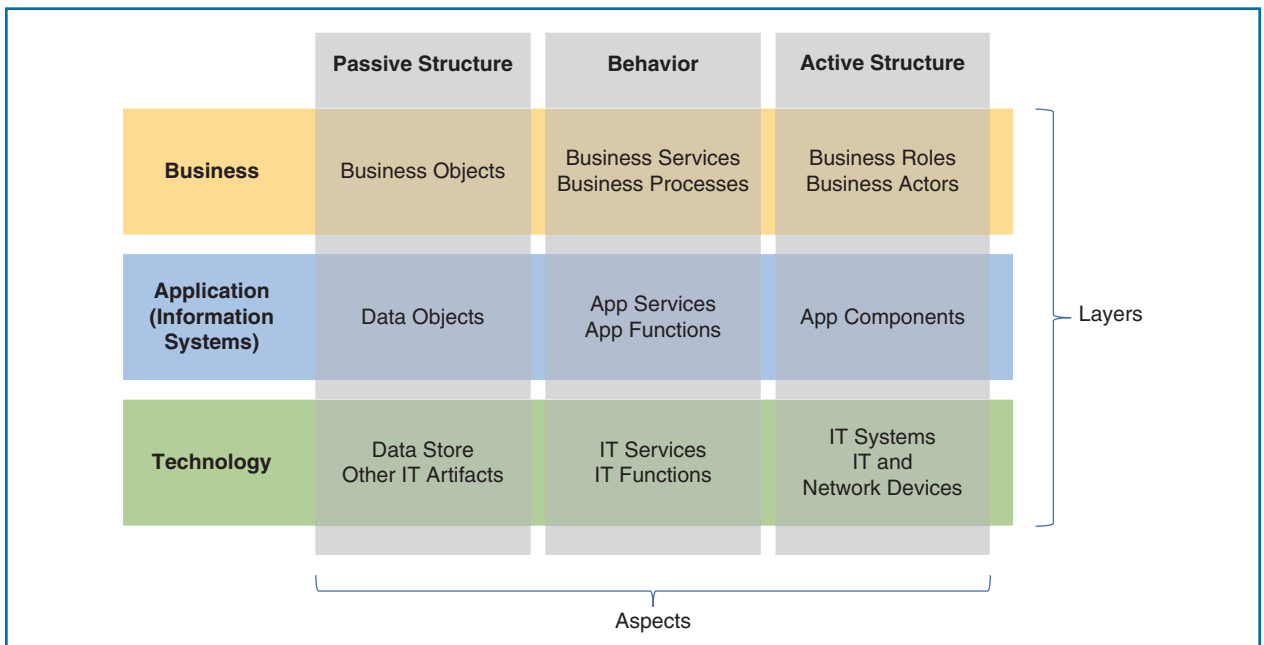 Passive Structure
Behavior
Active Structure
Business
Business Objects
Business Services
Business Processes
Business Roles
Business Actors
Application
(Information
Systems)
Data Objects
App Services
App Functions
App Components
Layers
Technology
Data Store
Other IT Artifacts
IT Services
IT Functions
IT Systems
IT and
Network Devices
Aspects